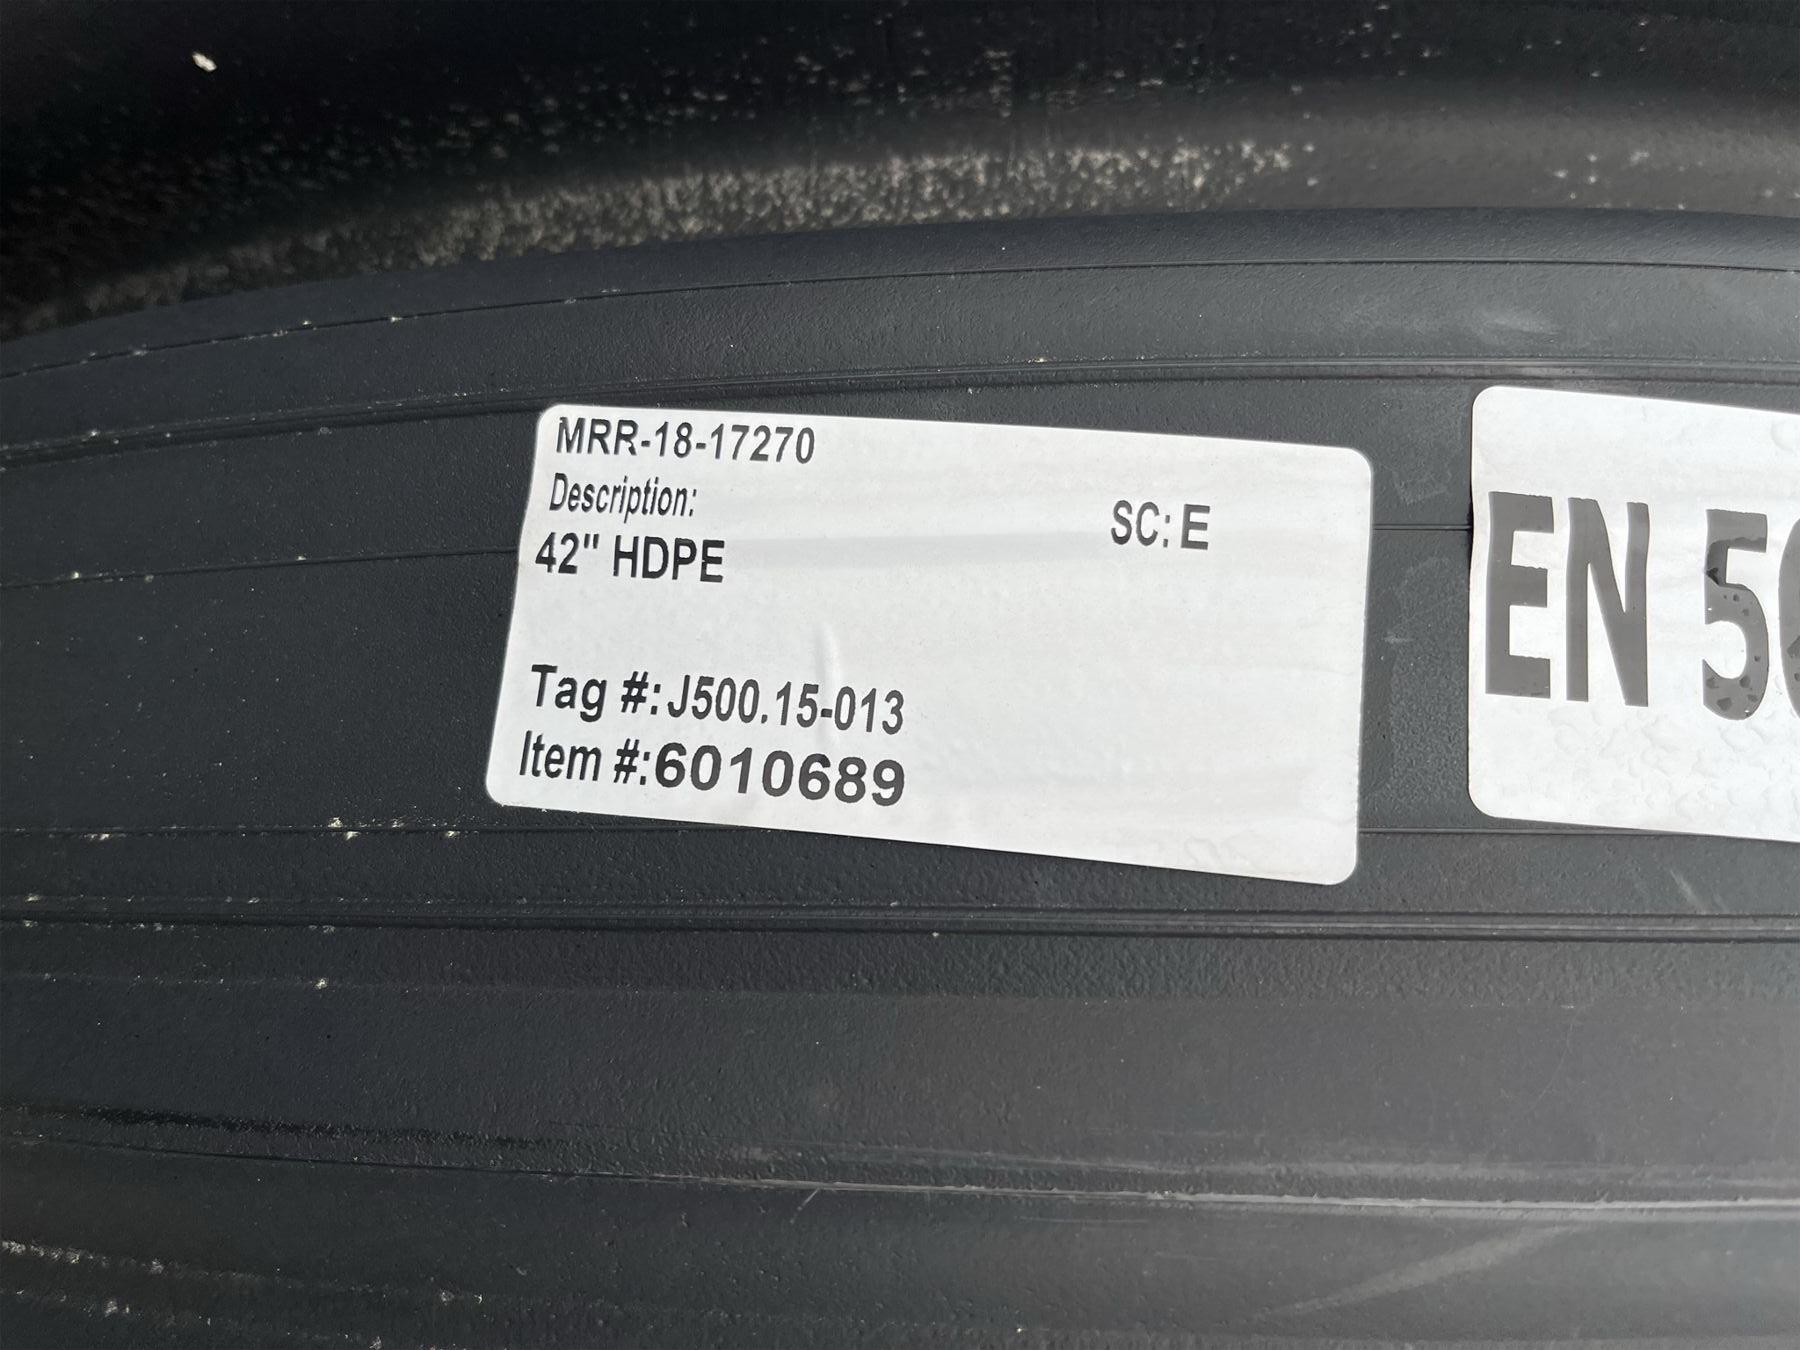 MRR-18-17270
Description:
SC: E
42" HDPE
Tag #: J500.15-013
Item #: 6010689
EN 5